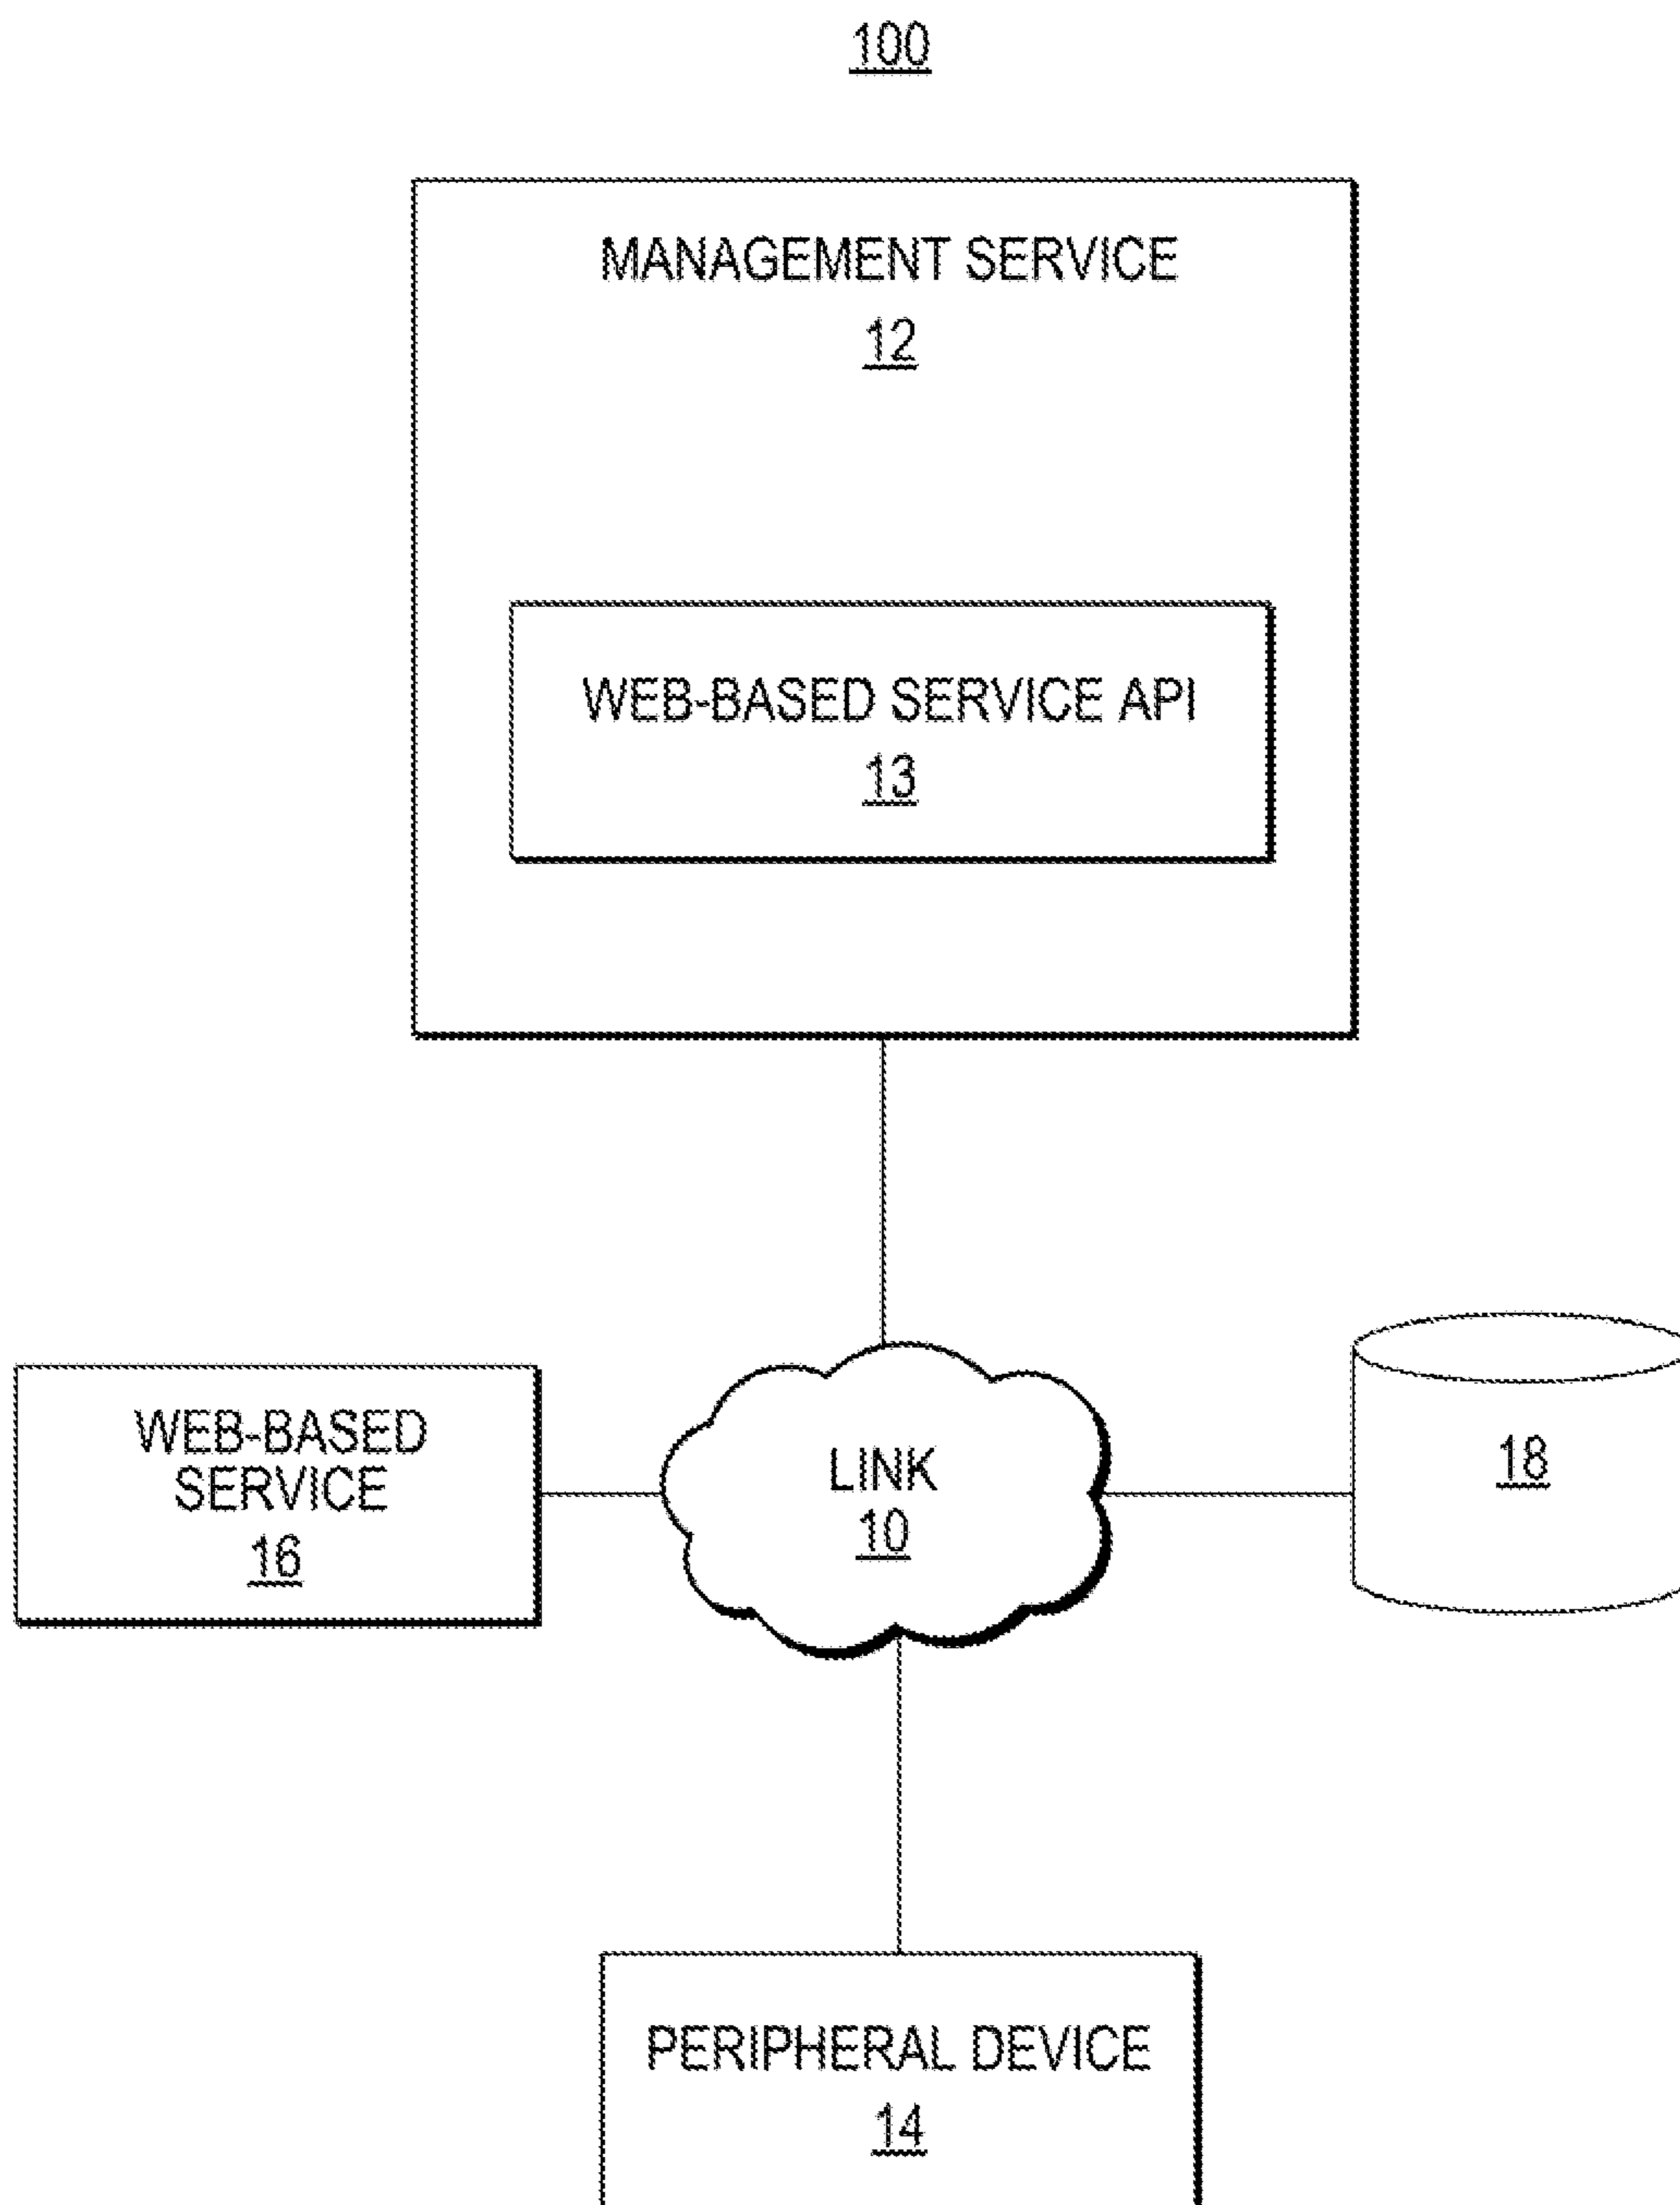 100
MANAGEMENT SERVICE
12
WEB-BASED SERVICE API
13
WEB-BASED
SERVICE
16
LINK
10
18
PERIPHERAL DEVICE
14